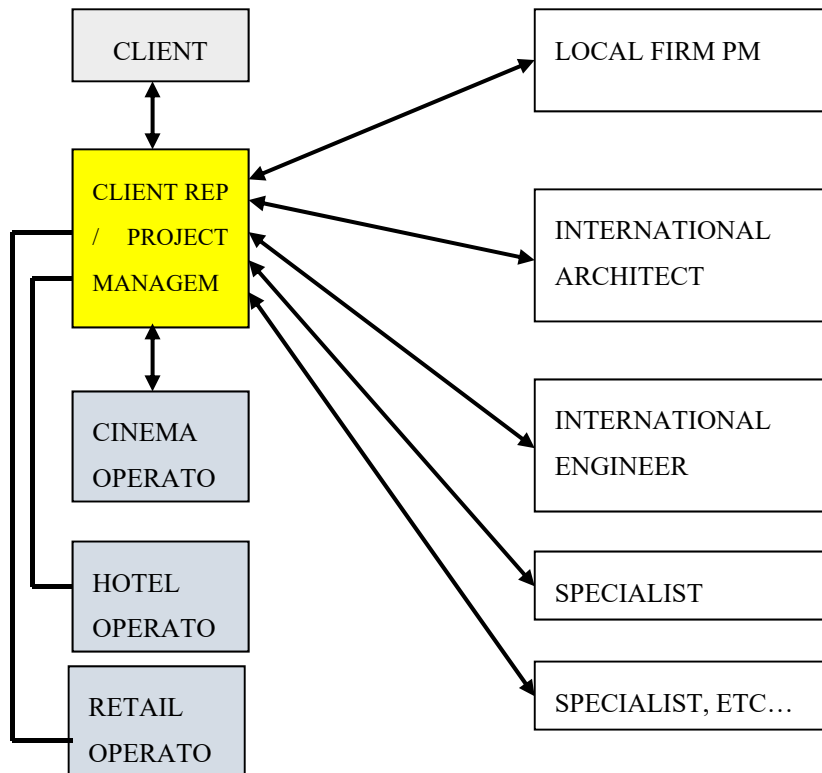 CLIENT
CLIENT REP
/ PROJECT
MANAGEM
CINEMA
OPERATO
HOTEL
OPERATO
RETAIL
OPERATO
LOCAL FIRM PM
INTERNATIONAL
ARCHITECT
INTERNATIONAL
ENGINEER
SPECIALIST
SPECIALIST, ETC…